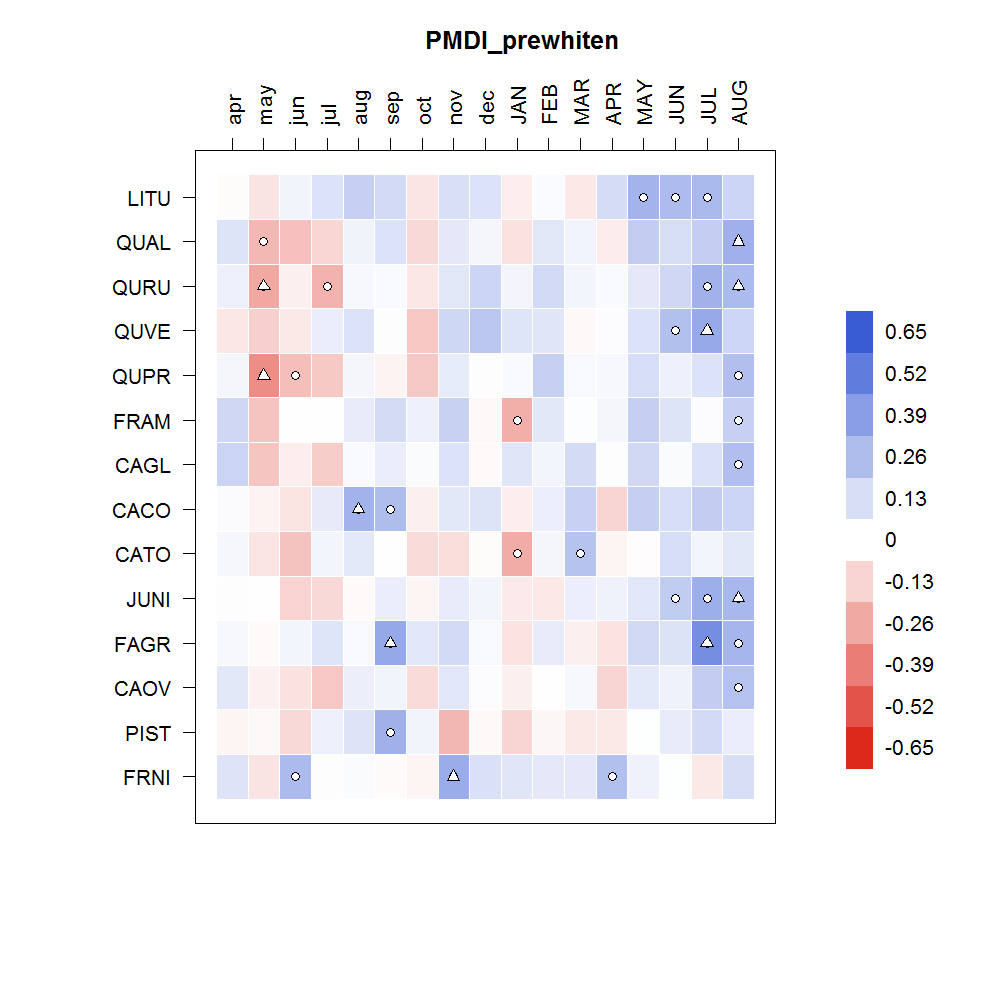 PMDI_prewhiten
apr may jun jul aug sep oct nov dec JAN FEB MAR APR MAY JUN JUL AUG
LITU
QUAL
QURU
QUVE
QUPR
FRAM
CAGL
CACO
CATO
JUNI
FAGR
CAOV
PIST
FRNI
0.65
0.52
0.39
0.26
0.13
0
-0.13
-0.26
-0.39
-0.52
-0.65